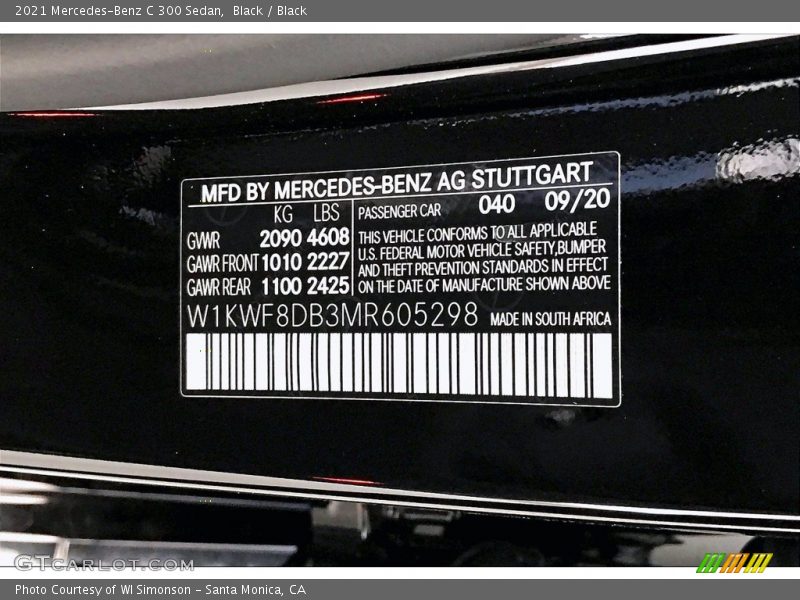 2021 Mercedes-Benz C 300 Sedan, Black / Black
MFD BY MERCEDES-BENZ AG STUTTGART
KG LBS PASSENGER CAR 040 09/20
GVWR 2090 4608
GAWR FRONT 1010 2227
GAWR REAR 1100 2425
THIS VEHICLE CONFORMS TO ALL APPLICABLE
U.S. FEDERAL MOTOR VEHICLE SAFETY, BUMPER
AND THEFT PREVENTION STANDARDS IN EFFECT
ON THE DATE OF MANUFACTURE SHOWN ABOVE
W1KWF8DB3MR605298 MADE IN SOUTH AFRICA
GTCARLOT.COM
Photo Courtesy of WI Simonson - Santa Monica, CA